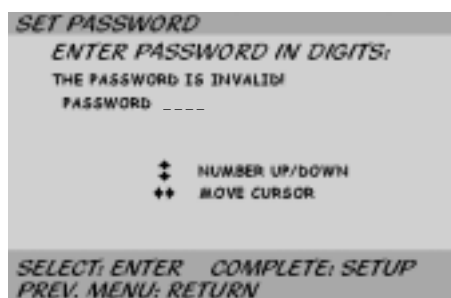 SET PASSWORD
ENTER PASSWORD IN DIGITS:
THE PASSWORD IS INVALID!
PASSWORD _ _ _ _
NUMBER UP/DOWN
MOVE CURSOR
SELECT: ENTER COMPLETE: SETUP
PREV. MENU: RETURN